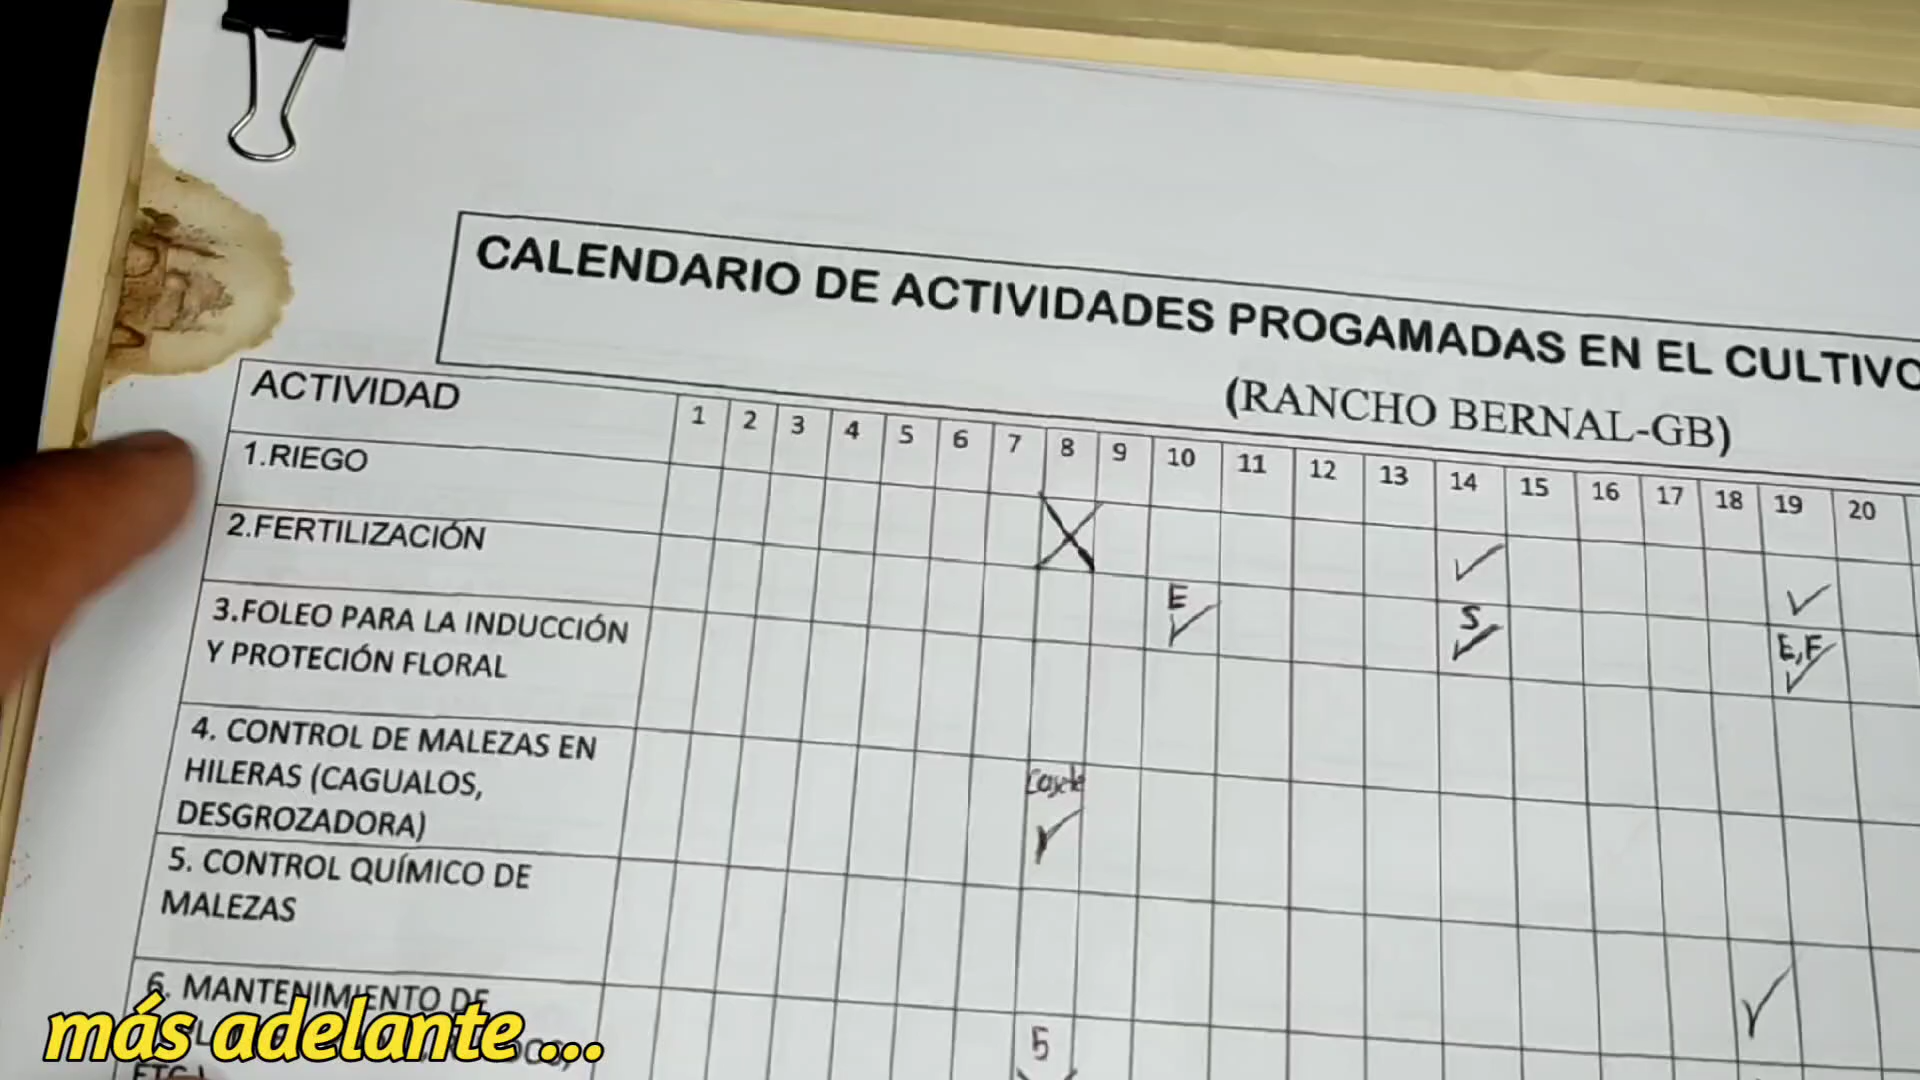 CALENDARIO DE ACTIVIDADES PROGAMADAS EN EL CULTIVO
(RANCHO BERNAL-GB)
ACTIVIDAD 1 2 3 4 5 6 7 8 9 10 11 12 13 14 15 16 17 18 19 20
1.RIEGO
2.FERTILIZACIÓN E S E,F
3.FOLEO PARA LA INDUCCIÓN
Y PROTECIÓN FLORAL
4. CONTROL DE MALEZAS EN
HILERAS (CAGUALOS,
DESGROZADORA)
5. CONTROL QUÍMICO DE
MALEZAS
6. MANTENIMIENTO DE
5
ETC.)
más adelante ...